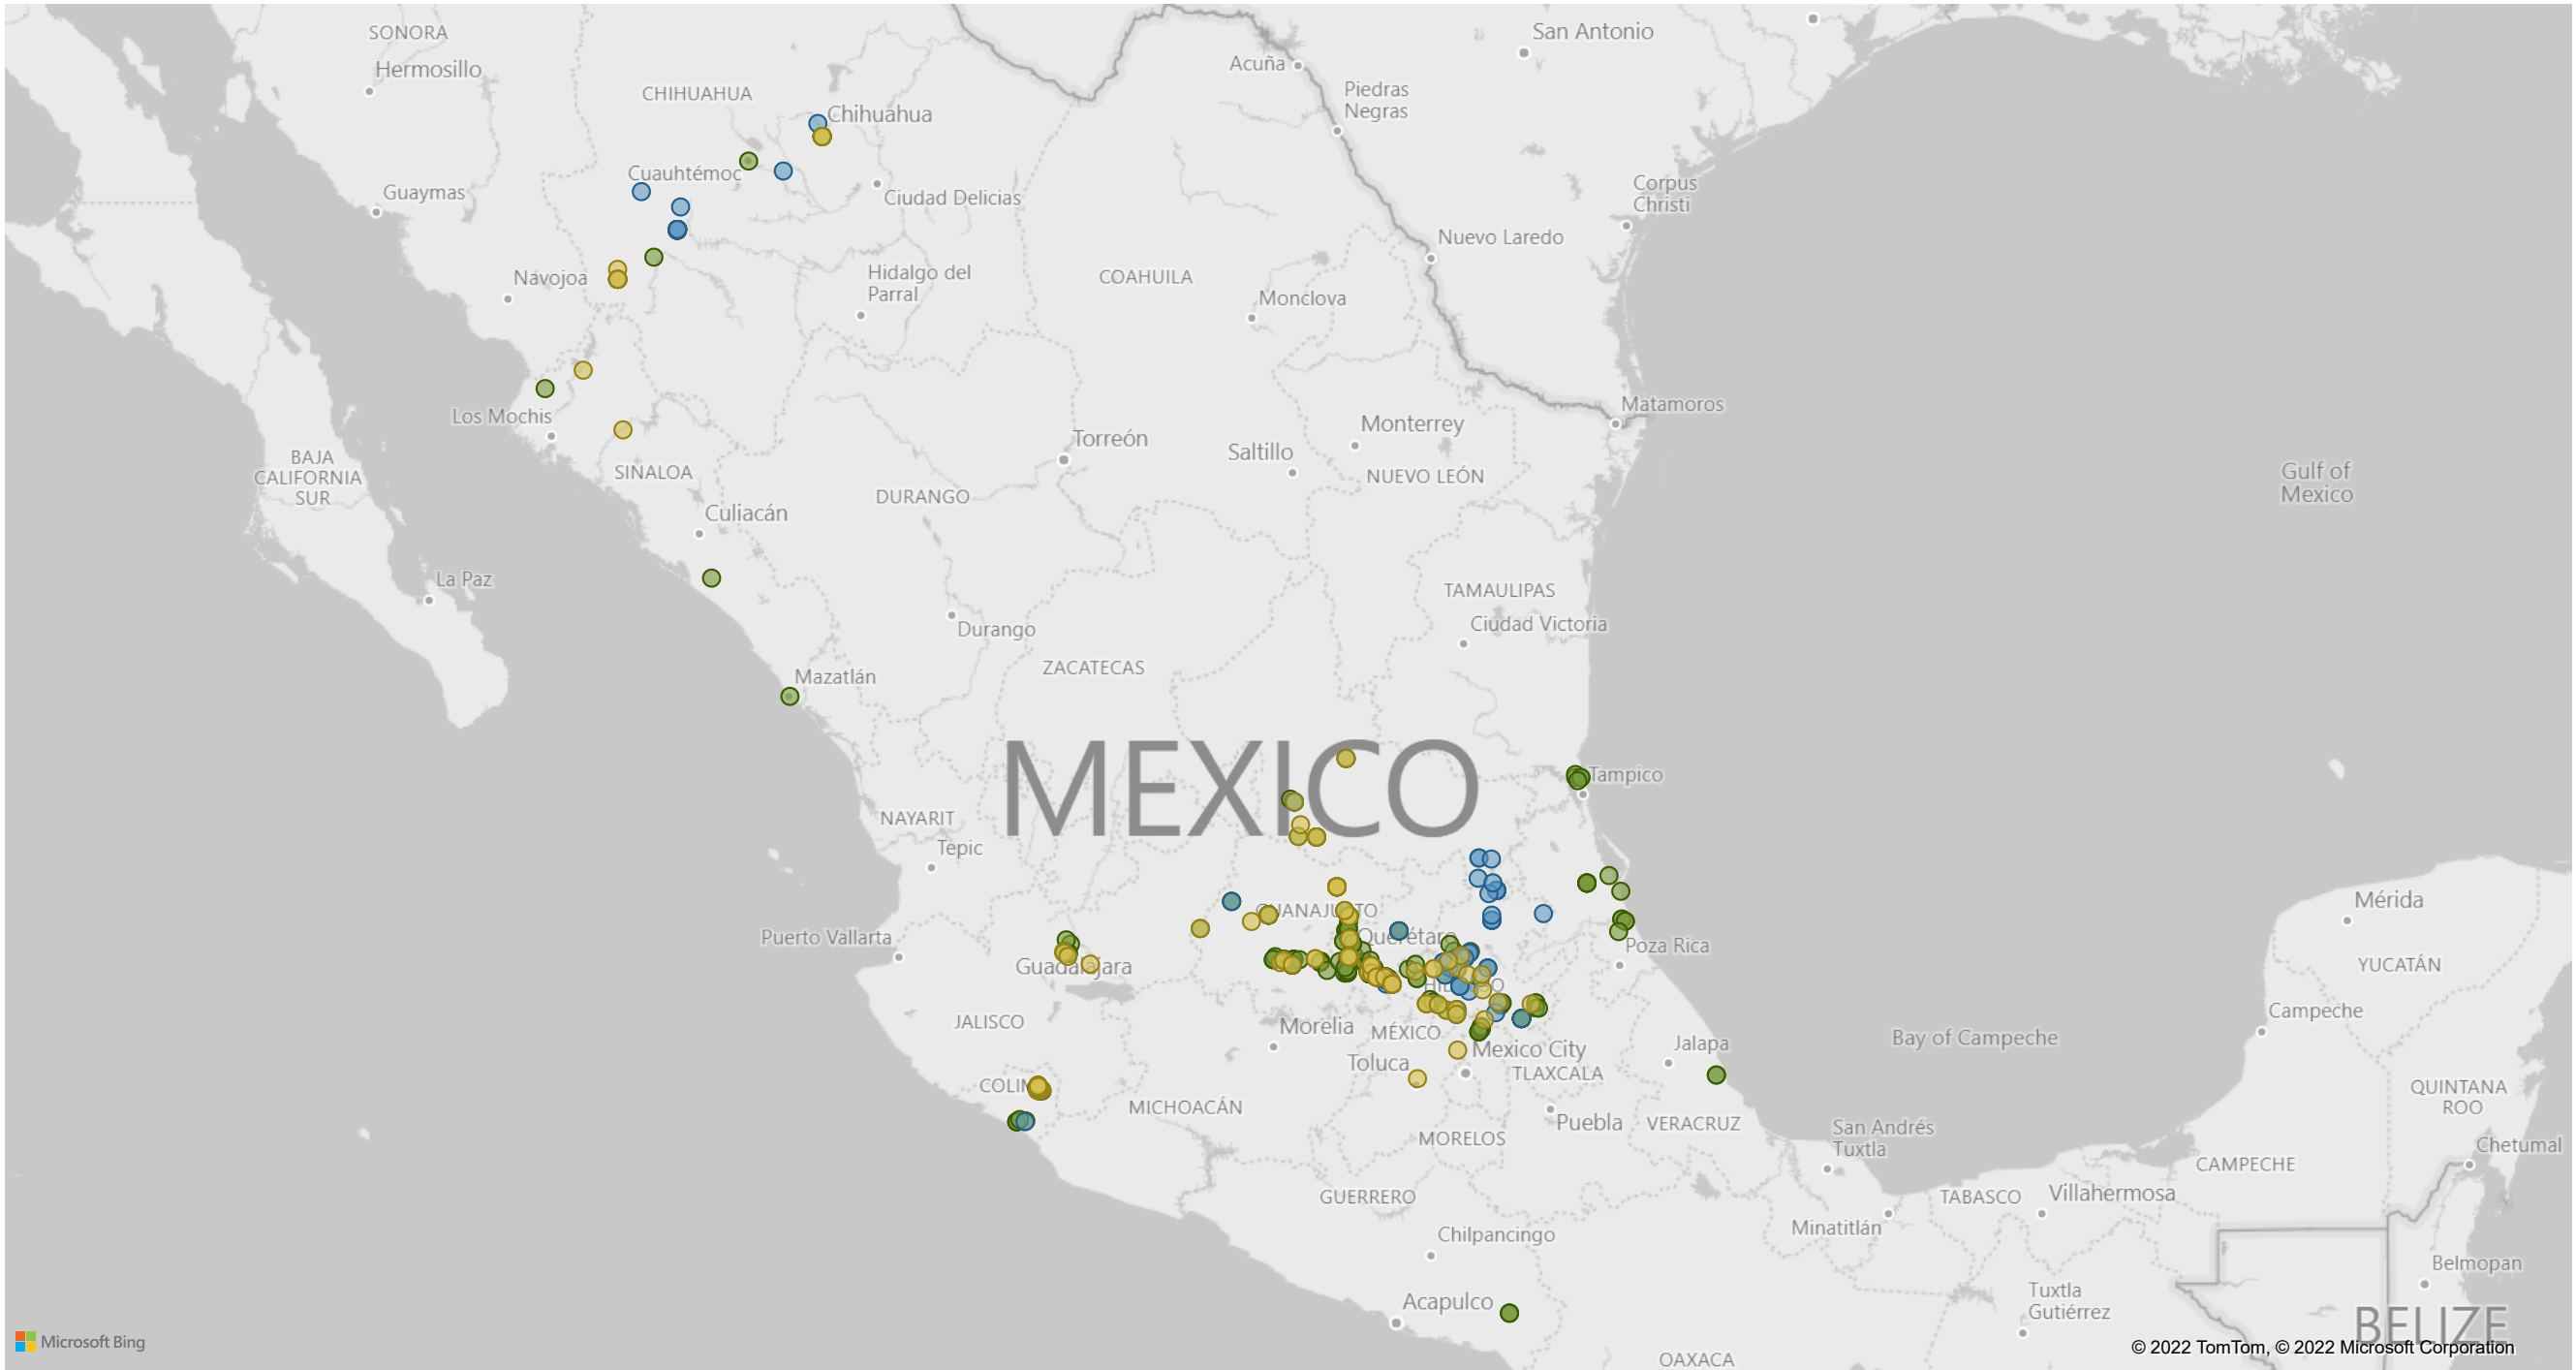 SONORA
Hermosillo
San Antonio
Acuña
Piedras
Negras
CHIHUAHUA
Chihuahua
Cuauhtémoc
Guaymas
Ciudad Delicias
Corpus
Christi
Nuevo Laredo
Navojoa
Hidalgo del
Parral
COAHUILA
Monclova
Los Mochis
Matamoros
Monterrey
Torreón
Saltillo
NUEVO LEÓN
BAJA
CALIFORNIA
SUR
SINALOA
DURANGO
Culiacán
Gulf of
Mexico
La Paz
TAMAULIPAS
Ciudad Victoria
Durango
ZACATECAS
Mazatlán
MEXICO
Tampico
NAYARIT
Tepic
GUANAJUATO
Mérida
Puerto Vallarta
Querétaro
Poza Rica
Guadalajara
YUCATÁN
HIDALGO
JALISCO
Morelia
MÉXICO
Campeche
Bay of Campeche
Mexico City
Jalapa
Toluca
TLAXCALA
COLIMA
QUINTANA
ROO
MICHOACÁN
Puebla
VERACRUZ
MORELOS
San Andrés
Tuxtla
Chetumal
CAMPECHE
GUERRERO
TABASCO
Villahermosa
Minatitlán
Chilpancingo
Belmopan
Acapulco
Tuxtla
Gutiérrez
BELIZE
Microsoft Bing
© 2022 TomTom, © 2022 Microsoft Corporation
OAXACA